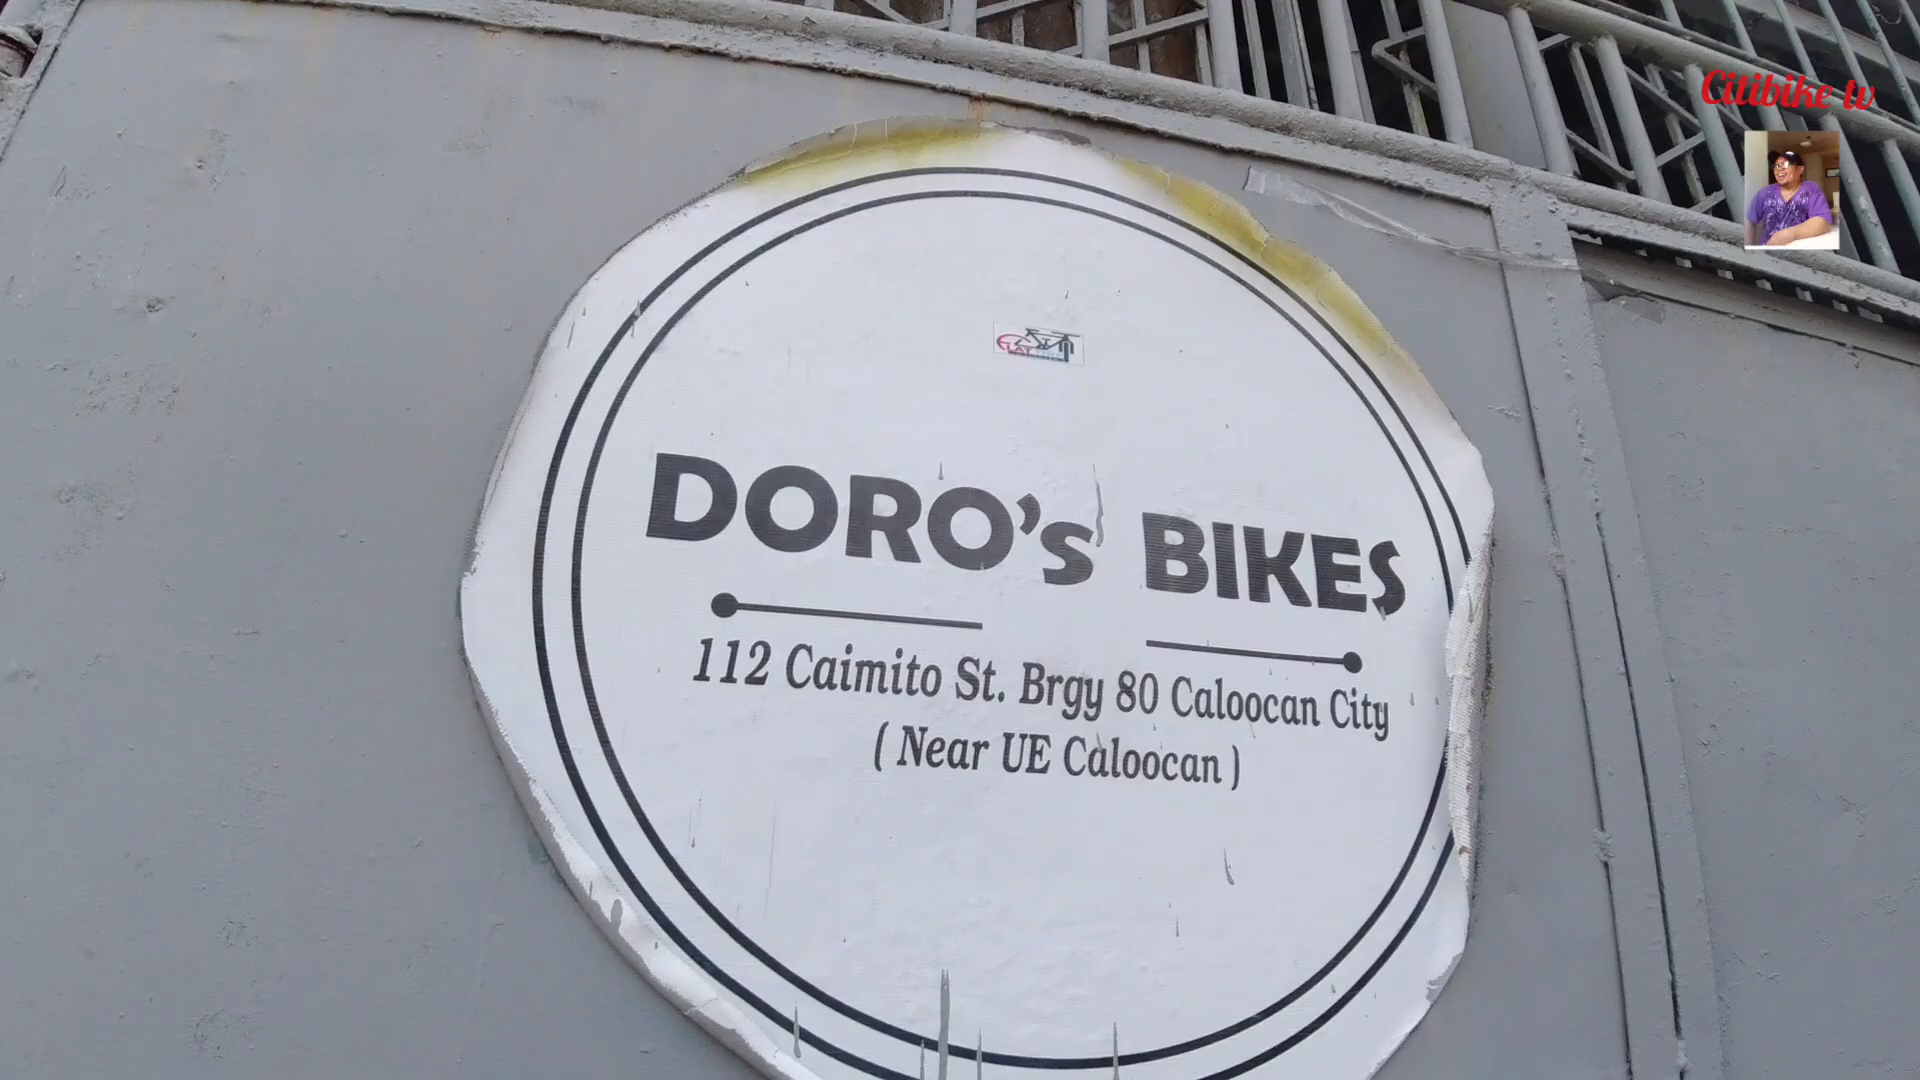 Citibike tv
DORO's BIKES
112 Caimito St. Brgy 80 Caloocan City
( Near UE Caloocan )